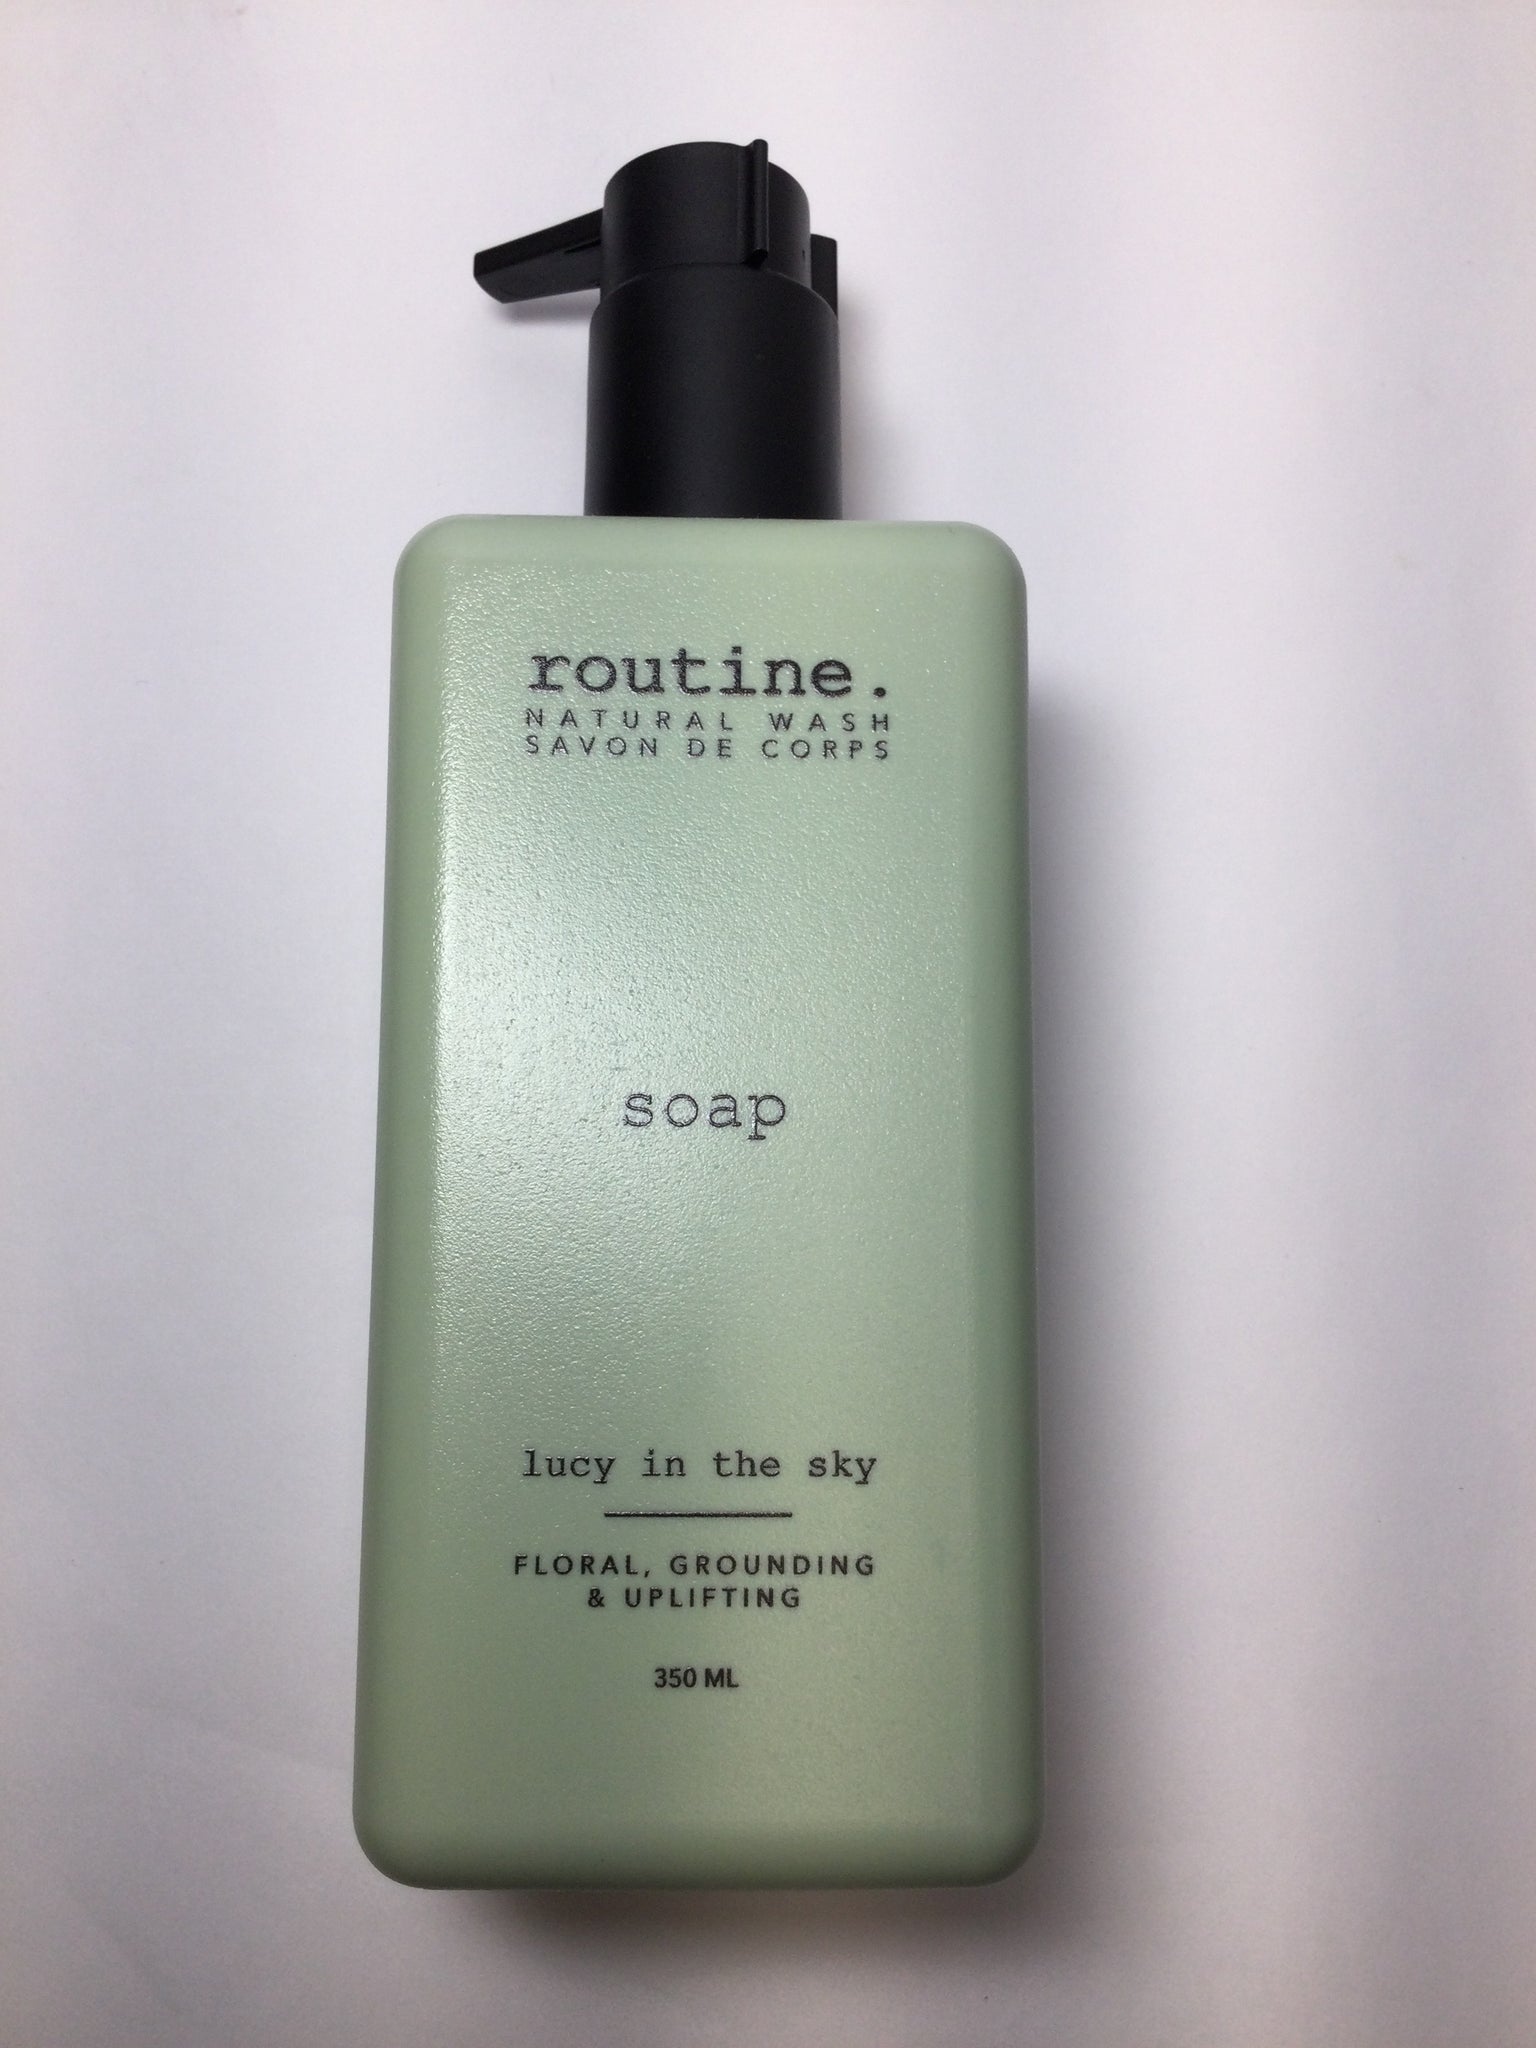 routine.
NATURAL WASH
SAVON DE CORPS
soap
lucy in the sky
FLORAL, GROUNDING
& UPLIFTING
350 ML